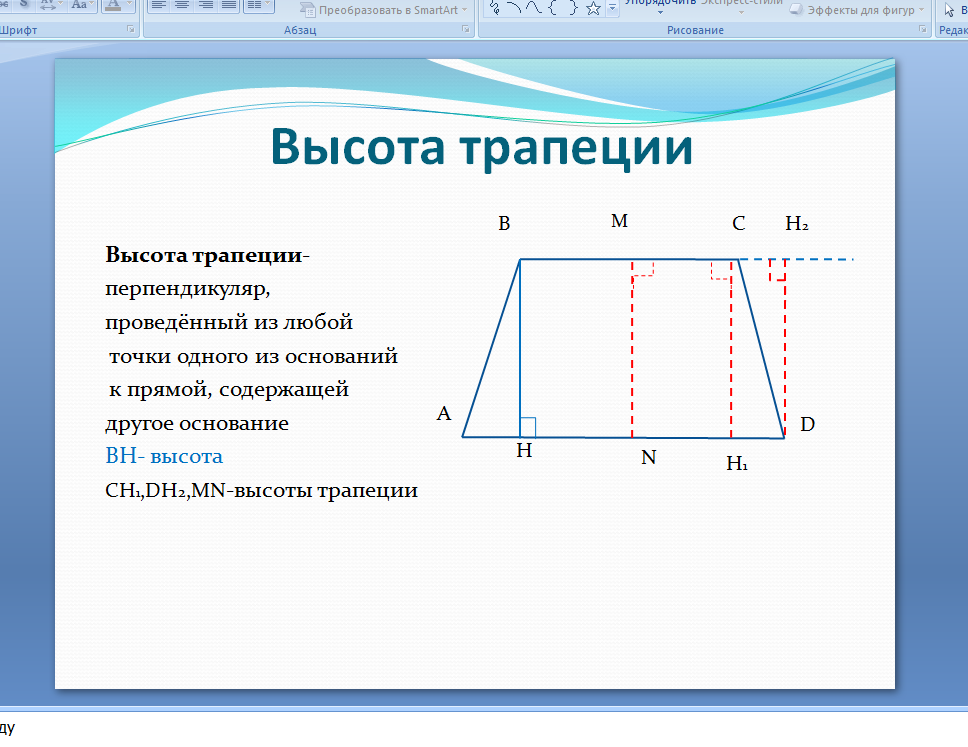 Aa
A
Преобразовать в SmartArt
Упорядочить
Экспресс-стили
Эффекты для фигур
Шрифт
Абзац
Рисование
Высота трапеции
B
M
C
H₂
Высота трапеции-
перпендикуляр,
проведённый из любой
точки одного из оснований
к прямой, содержащей
другое основание
BH- высота
CH₁,DH₂,MN-высоты трапеции
A
D
H
N
H₁